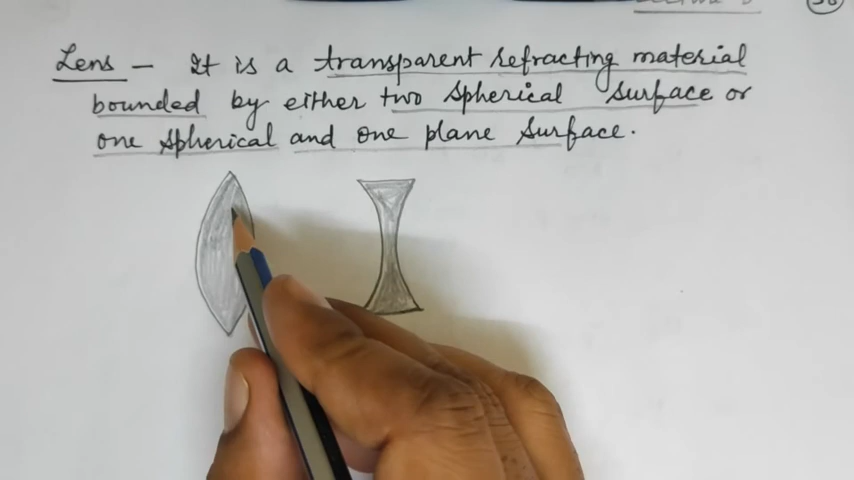 Lens - It is a transparent refracting material
bounded by either two spherical surface or
one spherical and one plane surface.